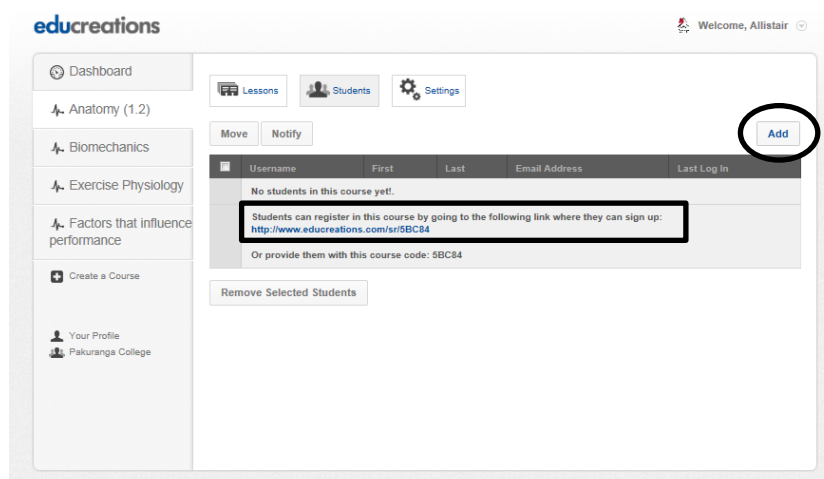 educreations
Welcome, Allistair
Dashboard
Anatomy (1.2)
Biomechanics
Exercise Physiology
Factors that influence
performance
Create a Course
Your Profile
Pakuranga College
Lessons
Students
Settings
Move
Notify
Add
Username First Last Email Address Last Log In
No students in this course yet!.
Students can register in this course by going to the following link where they can sign up:
http://www.educreations.com/sr/5BC84
Or provide them with this course code: 5BC84
Remove Selected Students